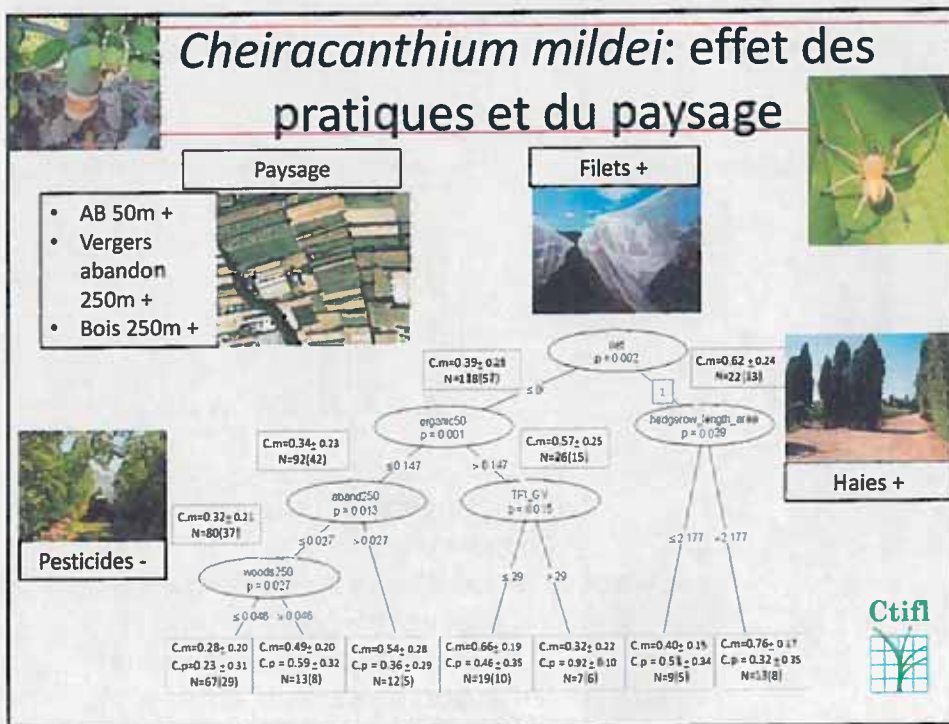 Cheiracanthium mildei: effet des
pratiques et du paysage
Paysage
Filets +
• AB 50m +
• Vergers
abandon
250m +
• Bois 250m +
p = 0.002
C.m=0.39± 0.28
N=118(57)
C.m=0.62 ± 0.24
N=22(13)
≤ 0
1
organic50
p = 0.001
hedgerow_length_area
p = 0.029
C.m=0.34± 0.23
N=92(42)
C.m=0.57± 0.25
N=26(15)
≤ 0.147
> 0.147
Haies +
aband250
p = 0.013
TFI_GV
p = 0.015
C.m=0.32 ± 0.21
N=80(37)
≤ 0.027
> 0.027
≤ 29
> 29
≤ 2.177
> 2.177
Pesticides -
woods250
p = 0.027
≤ 0.046
> 0.046
Ctifl
C.m=0.28± 0.20
C.p=0.23 ± 0.31
N=67(29)
C.m=0.49± 0.20
C.p = 0.59 ± 0.32
N=13(8)
C.m=0.54± 0.28
C.p = 0.36 ± 0.29
N=12(5)
C.m=0.66± 0.19
C.p = 0.46 ± 0.35
N=19(10)
C.m=0.32± 0.22
C.p = 0.92 ± 0.10
N=7(6)
C.m=0.40± 0.15
C.p = 0.51 ± 0.34
N=9(5)
C.m=0.76± 0.17
C.p = 0.32 ± 0.35
N=13(8)